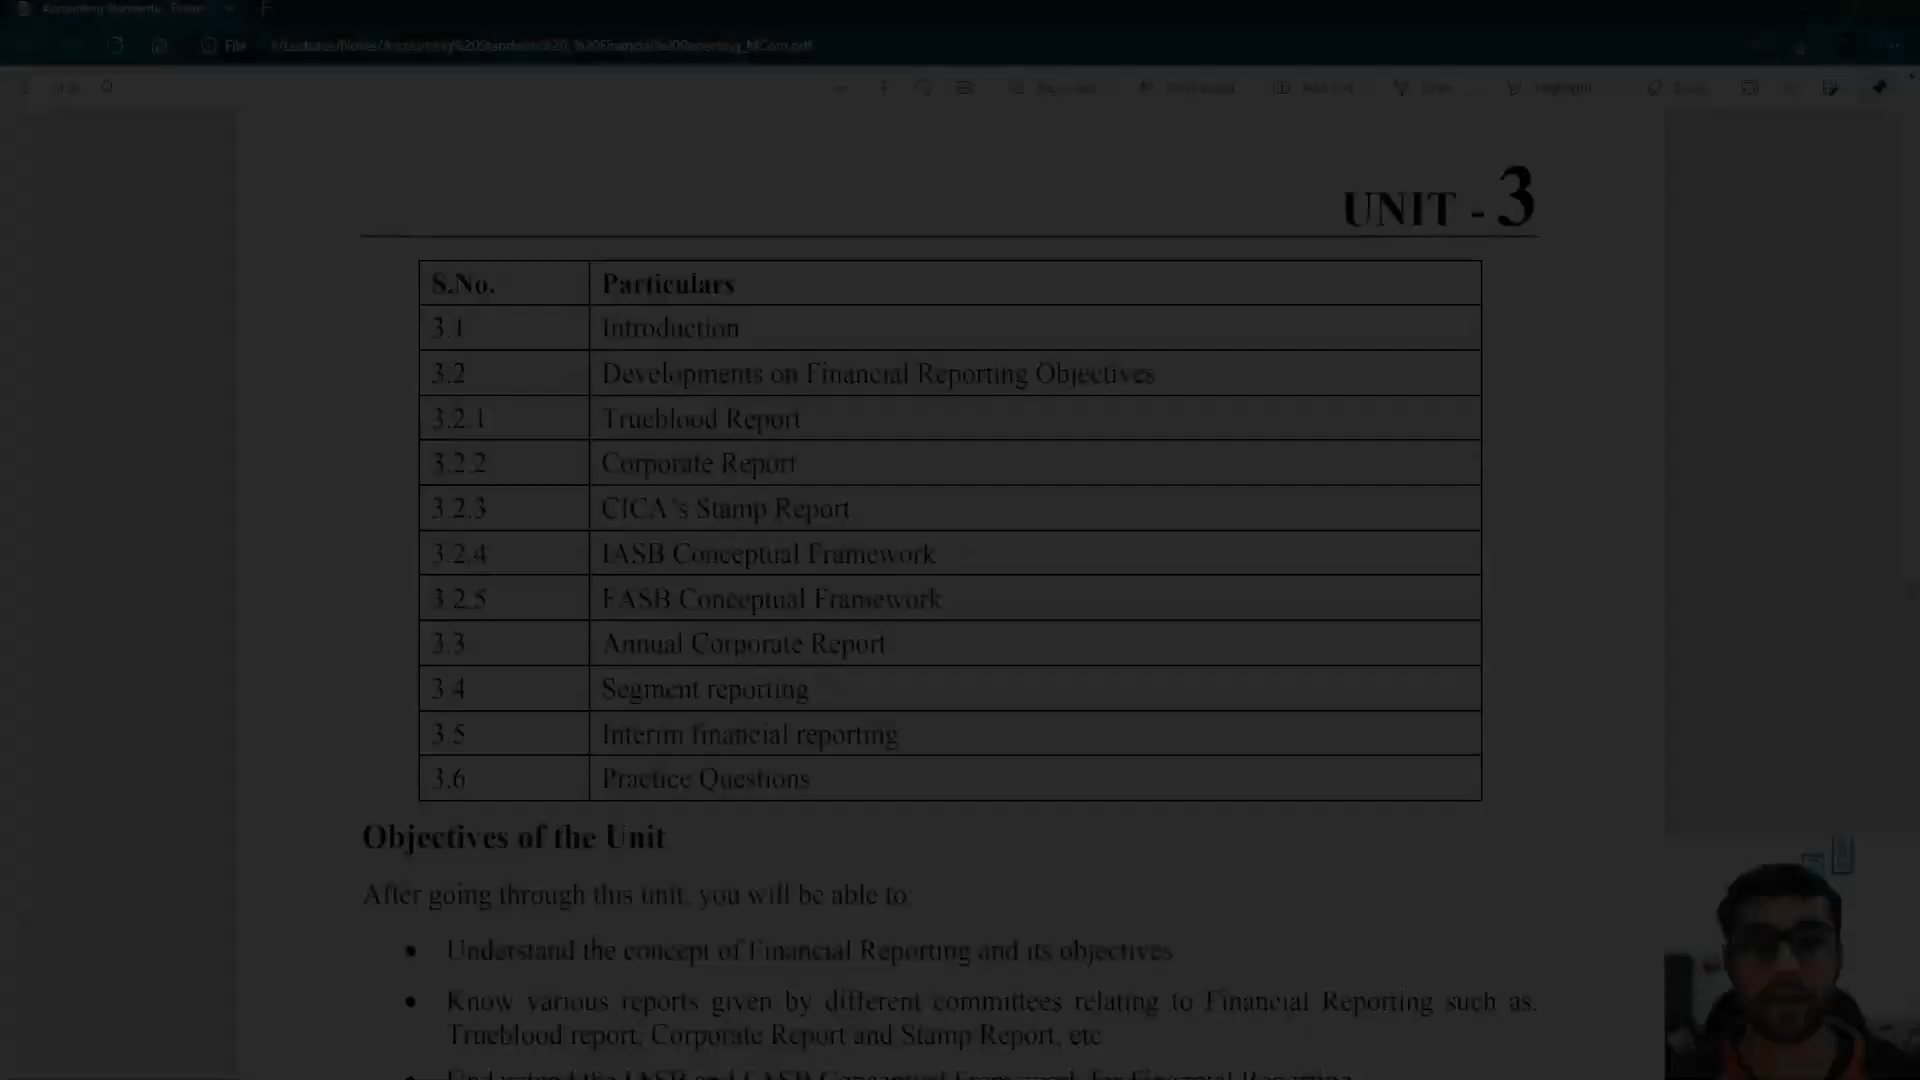 File
UNIT - 3
S.No. Particulars
3.1 Introduction
3.2 Developments on Financial Reporting Objectives
3.2.1 Trueblood Report
3.2.2 Corporate Report
3.2.3 CICA's Stamp Report
3.2.4 IASB Conceptual Framework
3.2.5 FASB Conceptual Framework
3.3 Annual Corporate Report
3.4 Segment reporting
3.5 Interim financial reporting
3.6 Practice Questions
Objectives of the Unit
After going through this unit, you will be able to
• Understand the concept of Financial Reporting and its objectives
• Know various reports given by different committees relating to Financial Reporting such as.
Trueblood report, Corporate Report and Stamp Report, etc